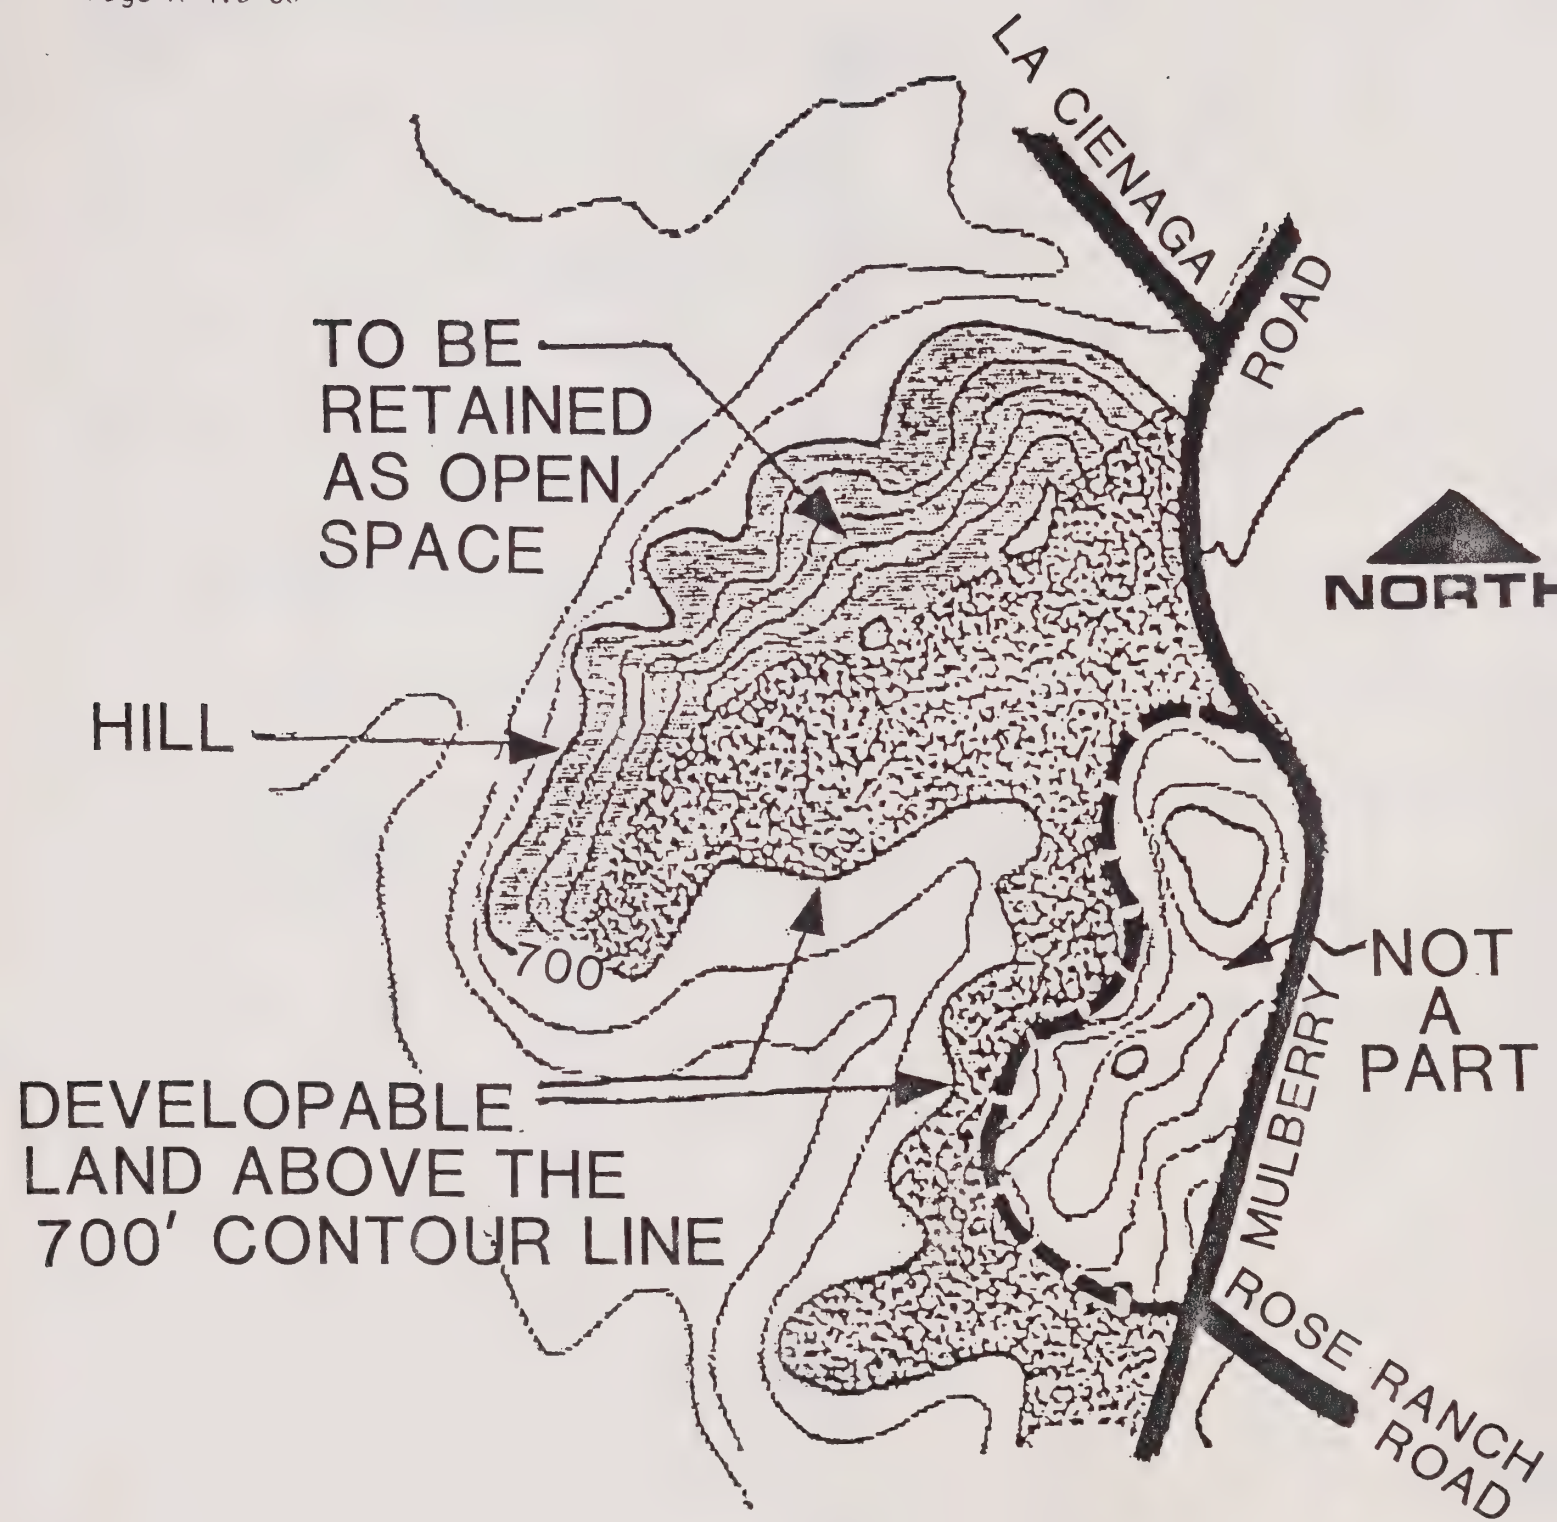 LA CIENAGA
ROAD
TO BE
RETAINED
AS OPEN
SPACE
NORTH
HILL
700
NOT
A
PART
MULBERRY
DEVELOPABLE
LAND ABOVE THE
700' CONTOUR LINE
ROSE RANCH
ROAD